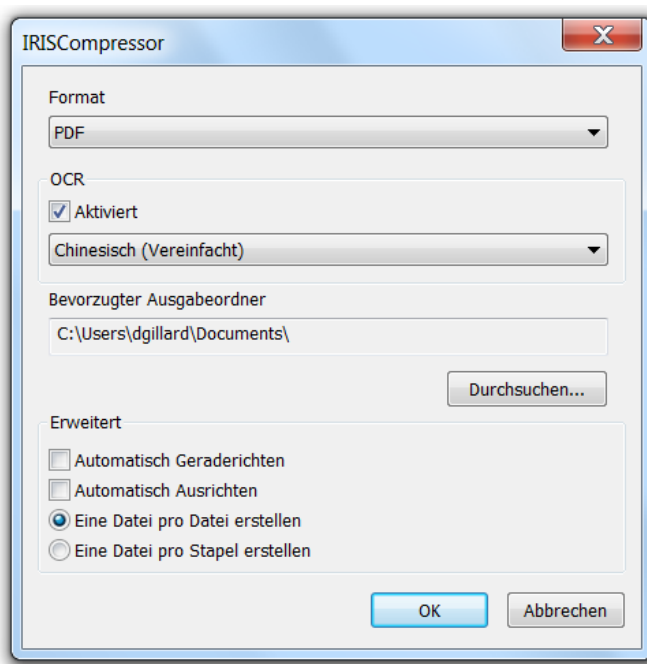 IRISCompressor
Format
PDF
OCR
Aktiviert
Chinesisch (Vereinfacht)
Bevorzugter Ausgabeordner
C:\Users\dgillard\Documents\
Durchsuchen...
Erweitert
Automatisch Geraderichten
Automatisch Ausrichten
Eine Datei pro Datei erstellen
Eine Datei pro Stapel erstellen
OK Abbrechen